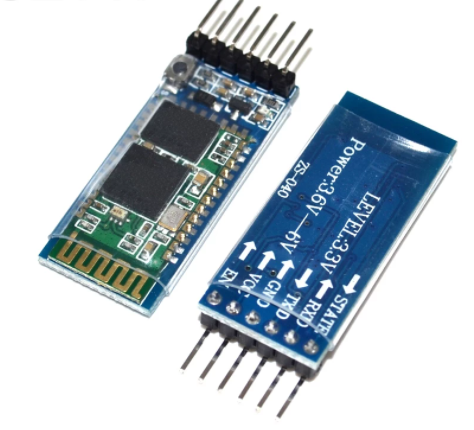 Power:3.6V---6V
LEVEL:3.3V
ZS-040
STATE
RXD
TXD
GND
VCC
EN